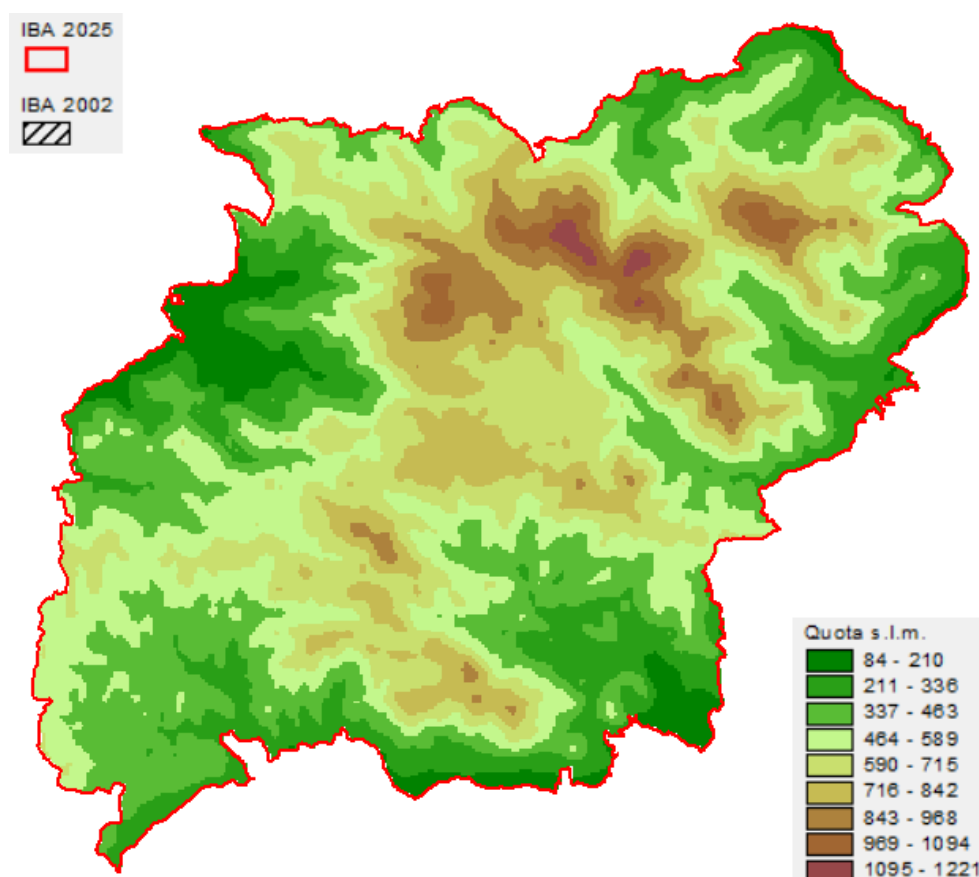 IBA 2025
IBA 2002
Quota s.l.m.
84 - 210
211 - 336
337 - 463
464 - 589
590 - 715
716 - 842
843 - 968
969 - 1094
1095 - 1221